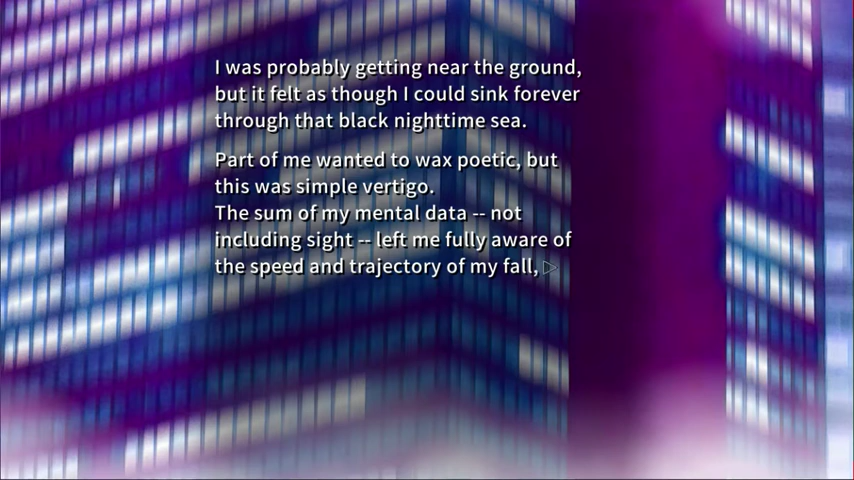 I was probably getting near the ground,
but it felt as though I could sink forever
through that black nighttime sea.
Part of me wanted to wax poetic, but
this was simple vertigo.
The sum of my mental data -- not
including sight -- left me fully aware of
the speed and trajectory of my fall,